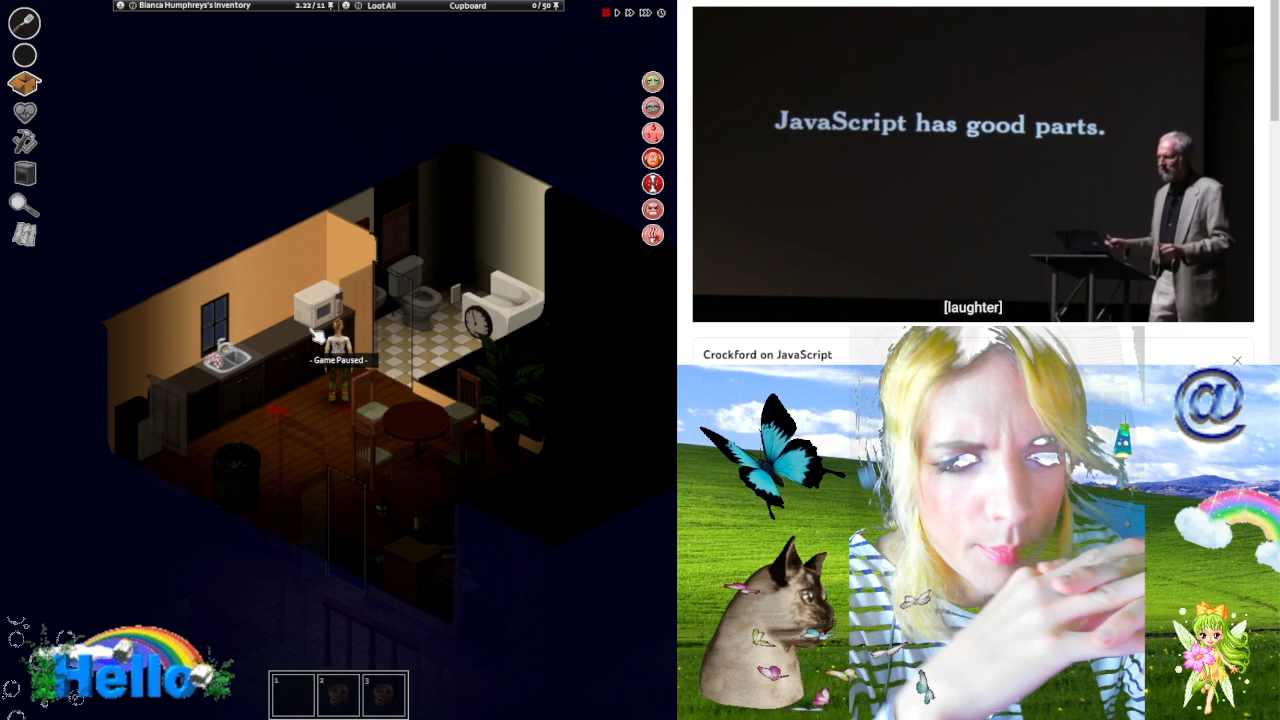 Bianca Humphreys's Inventory
2.22 / 11
Loot All
Cupboard
0 / 50
JavaScript has good parts.
[laughter]
Crockford on JavaScript
- Game Paused -
@
Hello
1
2
3